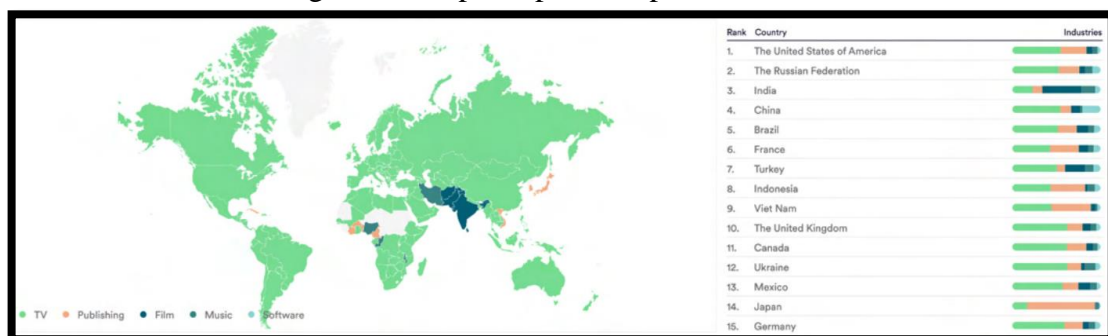 Rank Country Industries
1. The United States of America
2. The Russian Federation
3. India
4. China
5. Brazil
6. France
7. Turkey
8. Indonesia
9. Viet Nam
10. The United Kingdom
11. Canada
12. Ukraine
13. Mexico
14. Japan
15. Germany
TV Publishing Film Music Software